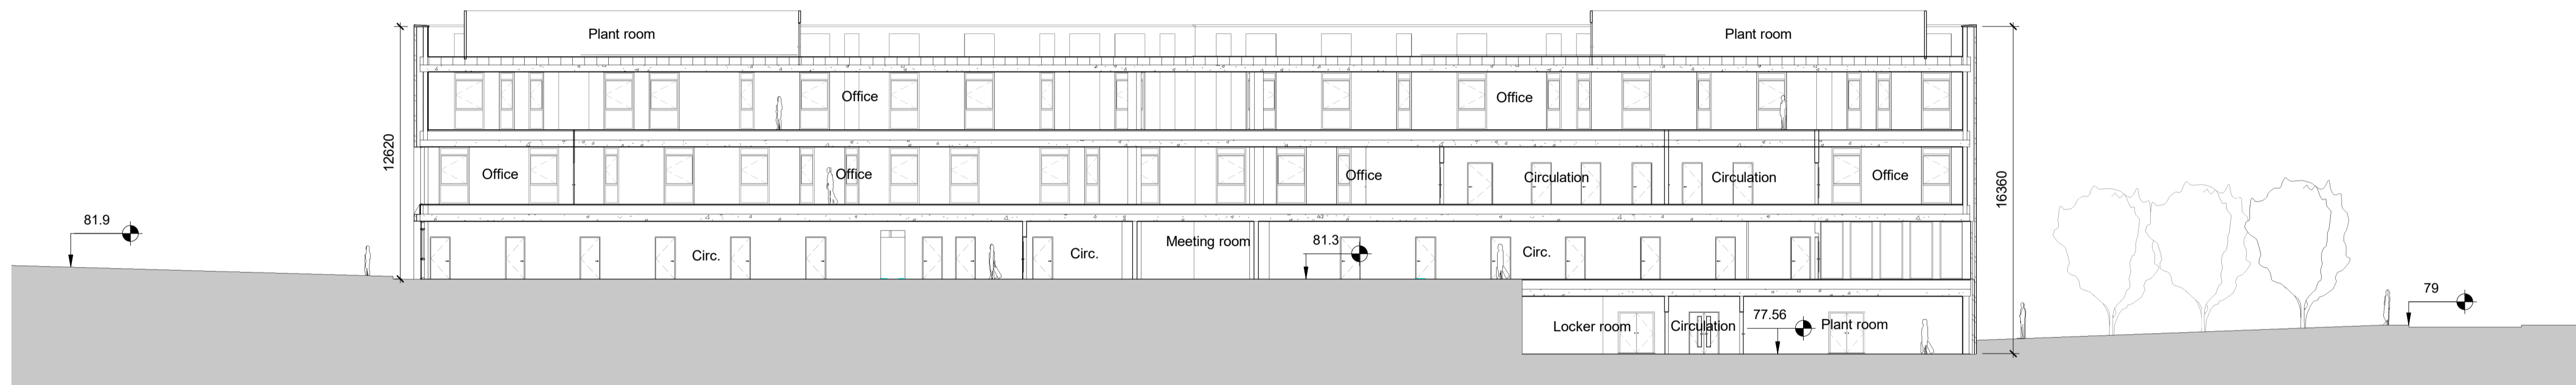 Plant room
Plant room
Office
Office
12620
Office
Office
Office
Circulation
Circulation
Office
16360
81.9
Circ.
Circ.
Meeting room
81.3
Circ.
Locker room
Circulation
77.56
Plant room
79